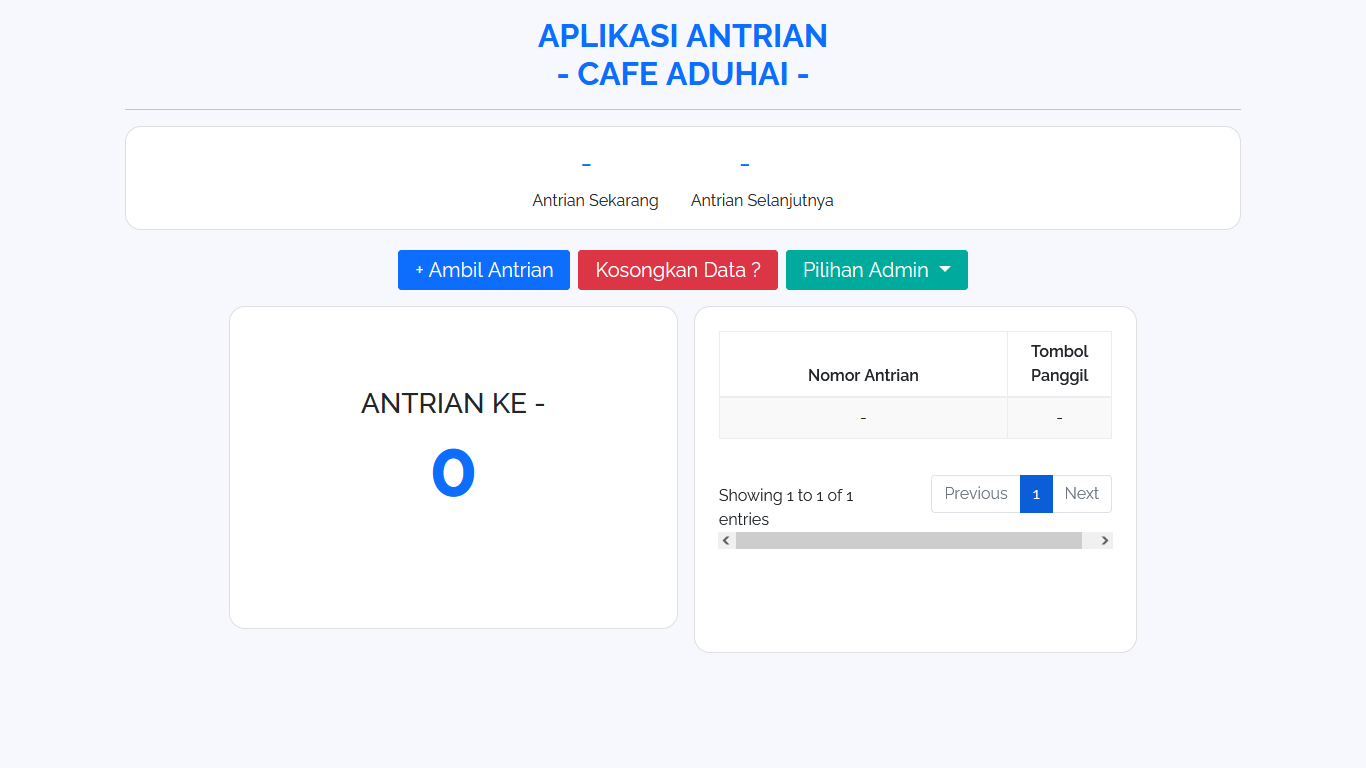 APLIKASI ANTRIAN
- CAFE ADUHAI -
- -
Antrian Sekarang Antrian Selanjutnya
+ Ambil Antrian Kosongkan Data ? Pilihan Admin
ANTRIAN KE -
0
Nomor Antrian
Tombol
Panggil
- -
Showing 1 to 1 of 1
entries
Previous 1 Next